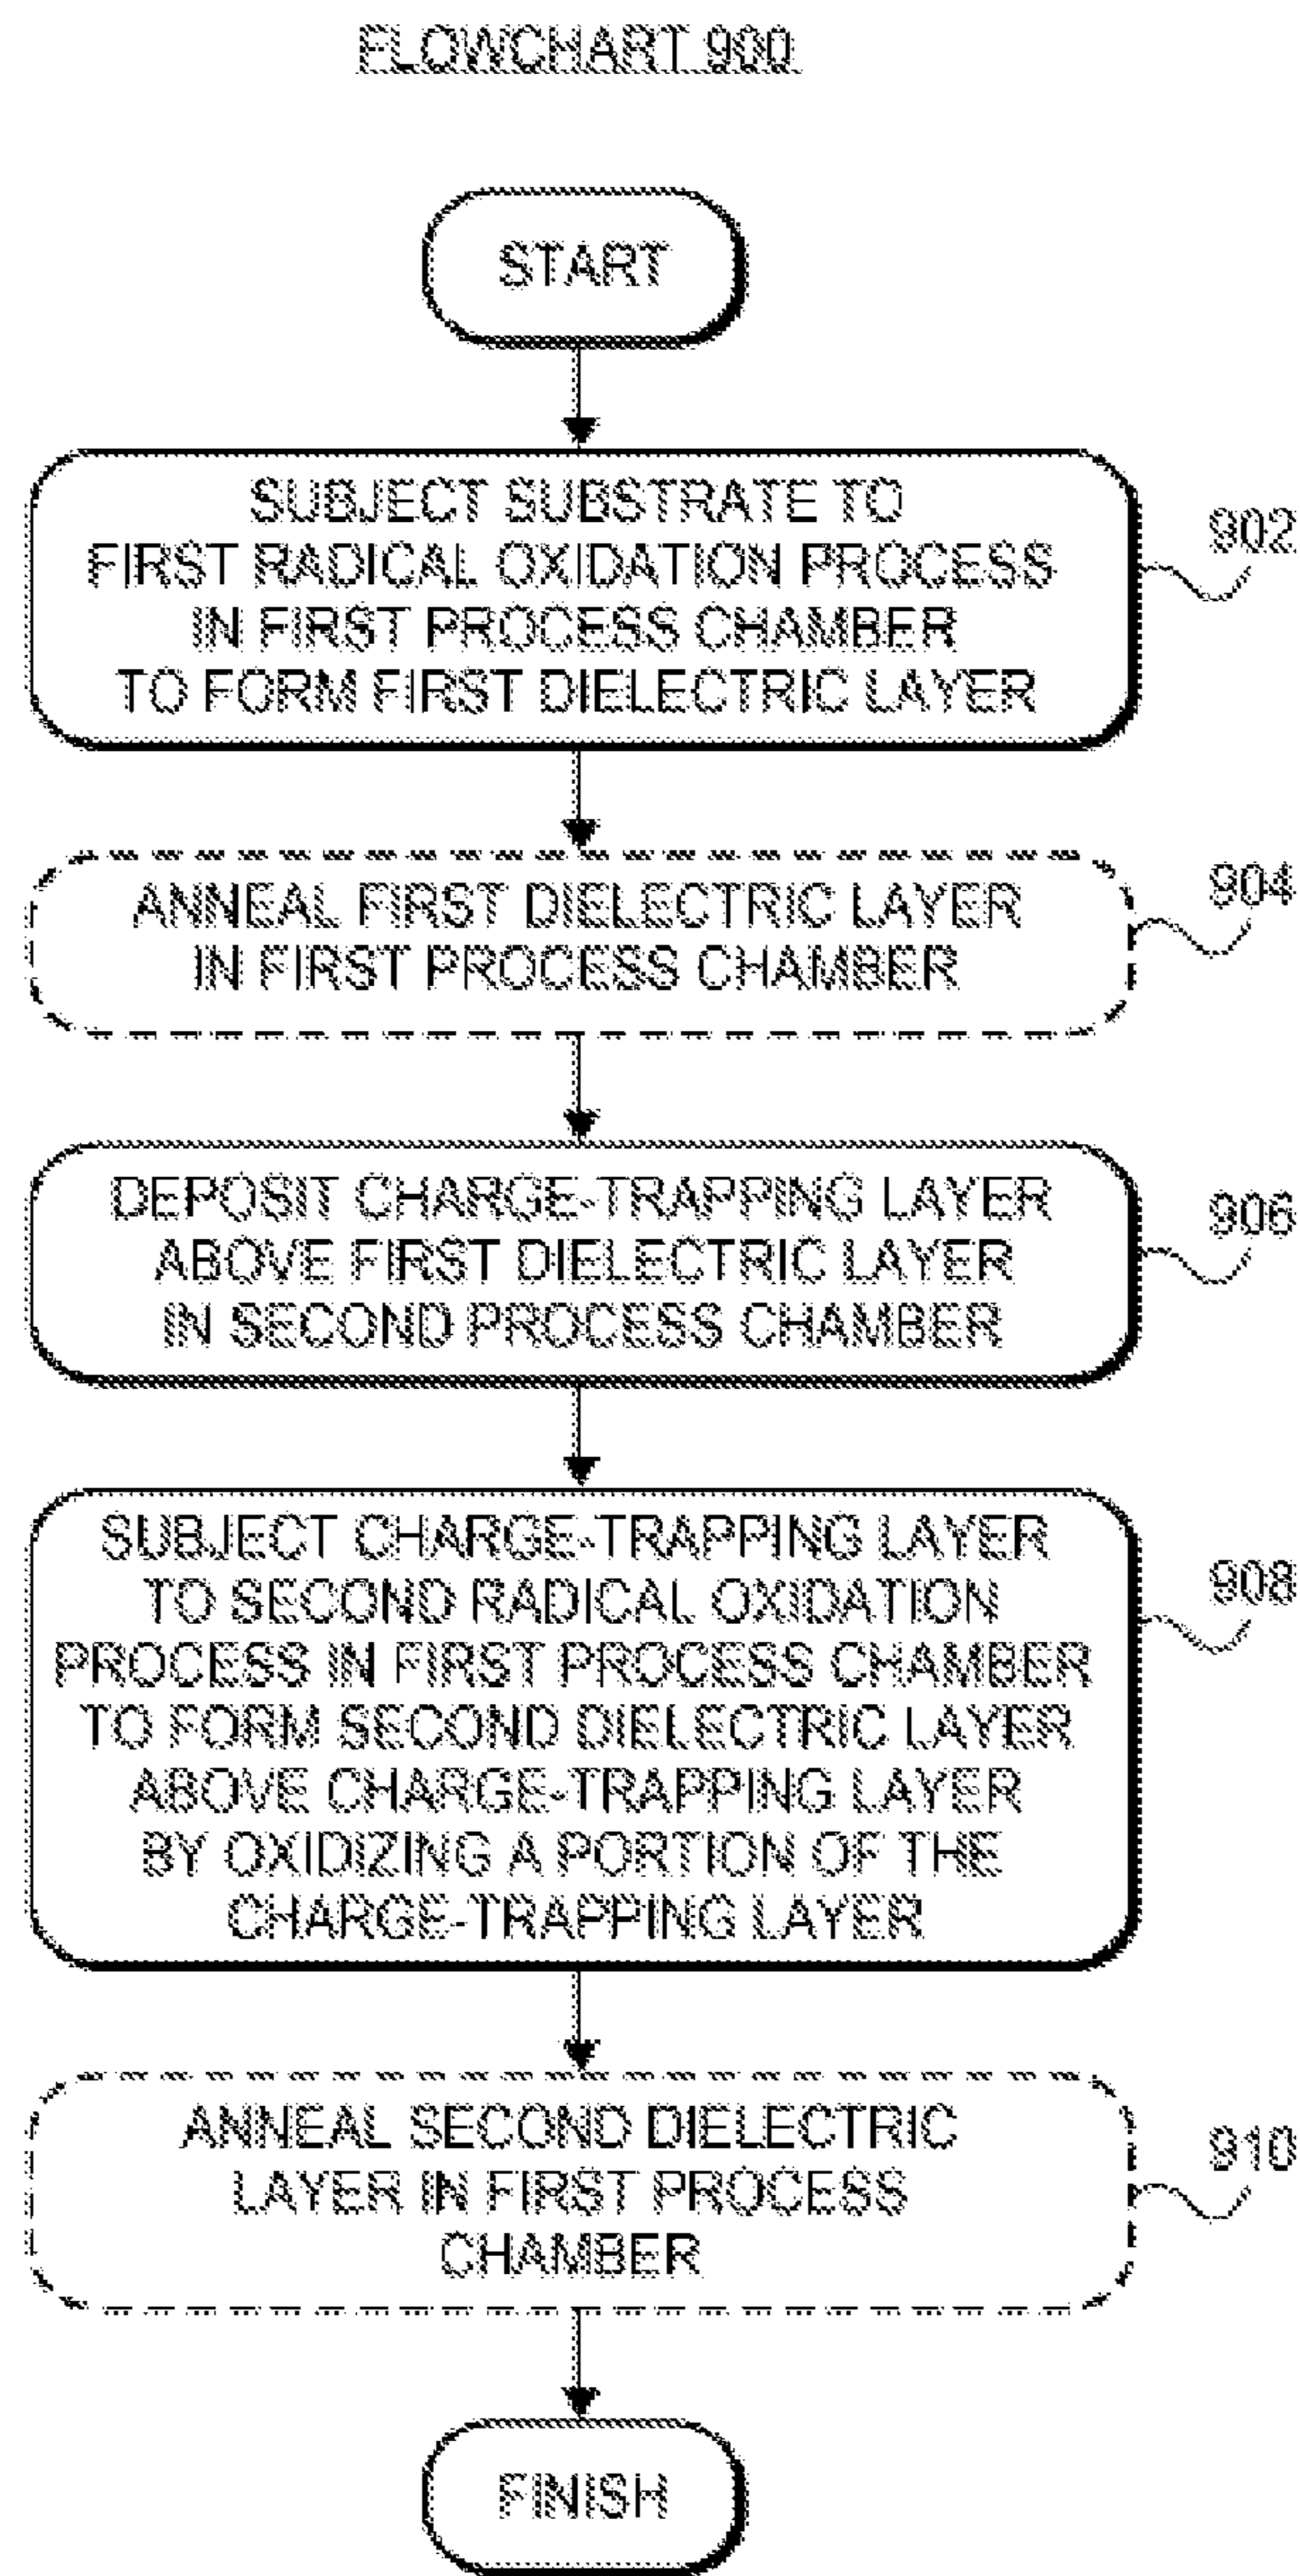 FLOWCHART 900
START
SUBJECT SUBSTRATE TO
FIRST RADICAL OXIDATION PROCESS
IN FIRST PROCESS CHAMBER
TO FORM FIRST DIELECTRIC LAYER
902
ANNEAL FIRST DIELECTRIC LAYER
IN FIRST PROCESS CHAMBER
904
DEPOSIT CHARGE-TRAPPING LAYER
ABOVE FIRST DIELECTRIC LAYER
IN SECOND PROCESS CHAMBER
906
SUBJECT CHARGE-TRAPPING LAYER
TO SECOND RADICAL OXIDATION
PROCESS IN FIRST PROCESS CHAMBER
TO FORM SECOND DIELECTRIC LAYER
ABOVE CHARGE-TRAPPING LAYER
BY OXIDIZING A PORTION OF THE
CHARGE-TRAPPING LAYER
908
ANNEAL SECOND DIELECTRIC
LAYER IN FIRST PROCESS
CHAMBER
910
FINISH